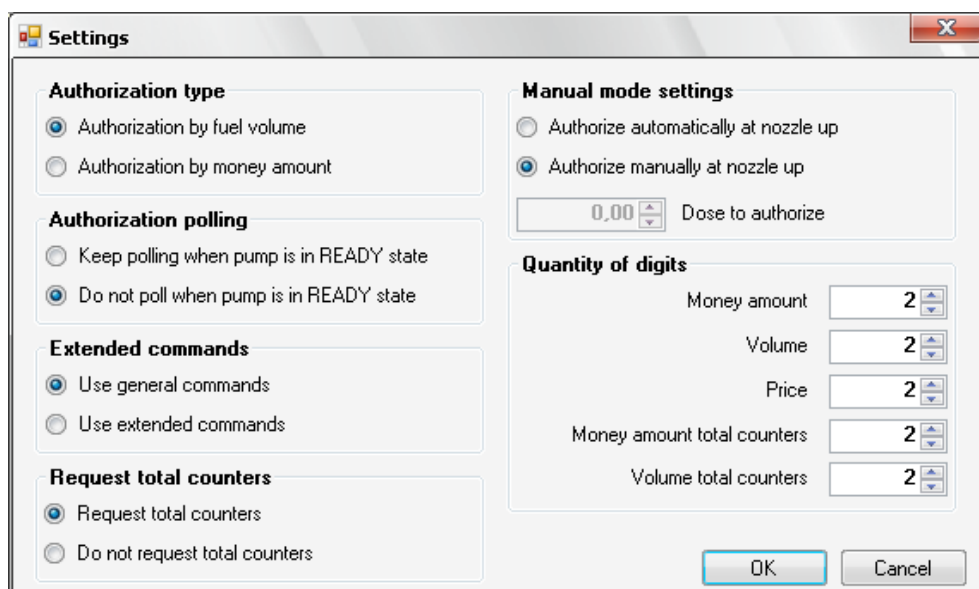 Settings
Authorization type
Authorization by fuel volume
Authorization by money amount
Authorization polling
Keep polling when pump is in READY state
Do not poll when pump is in READY state
Extended commands
Use general commands
Use extended commands
Request total counters
Request total counters
Do not request total counters
Manual mode settings
Authorize automatically at nozzle up
Authorize manually at nozzle up
0,00 Dose to authorize
Quantity of digits
Money amount 2
Volume 2
Price 2
Money amount total counters 2
Volume total counters 2
OK Cancel